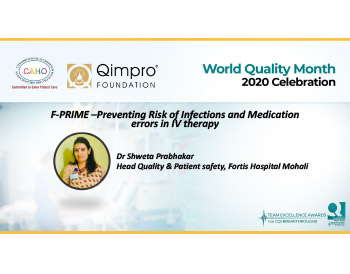 CAHO
Committed to Safer Patient Care
Qimpro®
FOUNDATION
World Quality Month
2020 Celebration
F-PRIME –Preventing Risk of Infections and Medication
errors in IV therapy
Dr Shweta Prabhakar
Head Quality & Patient safety, Fortis Hospital Mohali
TEAM EXCELLENCE AWARDS